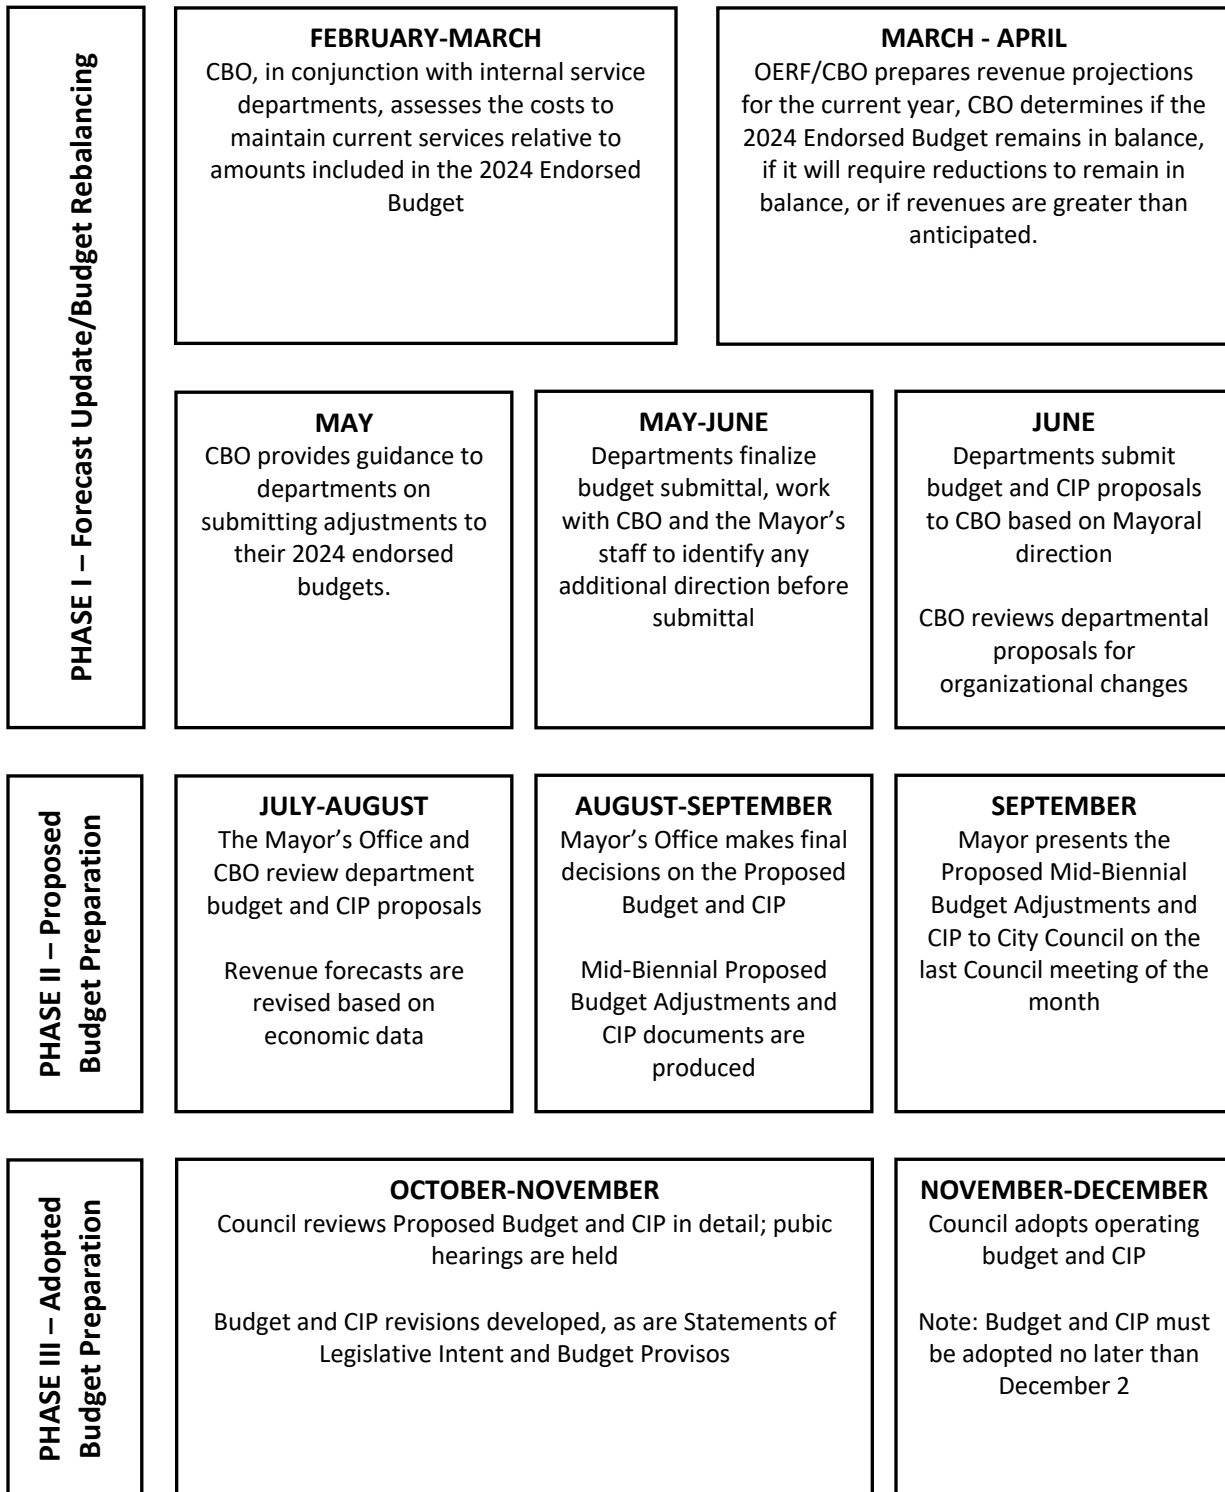 PHASE I – Forecast Update/Budget Rebalancing
FEBRUARY-MARCH
CBO, in conjunction with internal service
departments, assesses the costs to
maintain current services relative to
amounts included in the 2024 Endorsed
Budget
MARCH - APRIL
OERF/CBO prepares revenue projections
for the current year, CBO determines if the
2024 Endorsed Budget remains in balance,
if it will require reductions to remain in
balance, or if revenues are greater than
anticipated.
MAY
CBO provides guidance to
departments on
submitting adjustments to
their 2024 endorsed
budgets.
MAY-JUNE
Departments finalize
budget submittal, work
with CBO and the Mayor’s
staff to identify any
additional direction before
submittal
JUNE
Departments submit
budget and CIP proposals
to CBO based on Mayoral
direction
CBO reviews departmental
proposals for
organizational changes
PHASE II – Proposed
Budget Preparation
JULY-AUGUST
The Mayor’s Office and
CBO review department
budget and CIP proposals
Revenue forecasts are
revised based on
economic data
AUGUST-SEPTEMBER
Mayor’s Office makes final
decisions on the Proposed
Budget and CIP
Mid-Biennial Proposed
Budget Adjustments and
CIP documents are
produced
SEPTEMBER
Mayor presents the
Proposed Mid-Biennial
Budget Adjustments and
CIP to City Council on the
last Council meeting of the
month
PHASE III – Adopted
Budget Preparation
OCTOBER-NOVEMBER
Council reviews Proposed Budget and CIP in detail; pubic
hearings are held
Budget and CIP revisions developed, as are Statements of
Legislative Intent and Budget Provisos
NOVEMBER-DECEMBER
Council adopts operating
budget and CIP
Note: Budget and CIP must
be adopted no later than
December 2